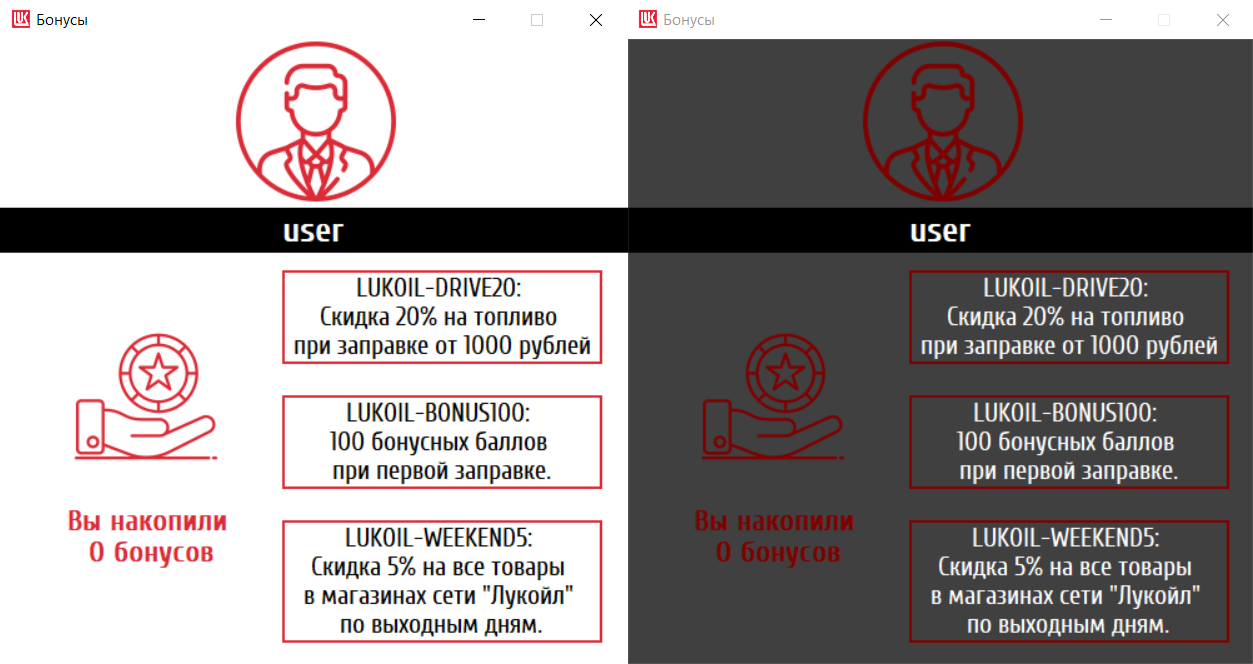 LUK Бонусы
user
LUKOIL-DRIVE20:
Скидка 20% на топливо
при заправке от 1000 рублей
LUKOIL-BONUS100:
100 бонусных баллов
при первой заправке.
Вы накопили
0 бонусов
LUKOIL-WEEKEND5:
Скидка 5% на все товары
в магазинах сети "Лукойл"
по выходным дням.
LUK Бонусы
user
LUKOIL-DRIVE20:
Скидка 20% на топливо
при заправке от 1000 рублей
LUKOIL-BONUS100:
100 бонусных баллов
при первой заправке.
Вы накопили
0 бонусов
LUKOIL-WEEKEND5:
Скидка 5% на все товары
в магазинах сети "Лукойл"
по выходным дням.